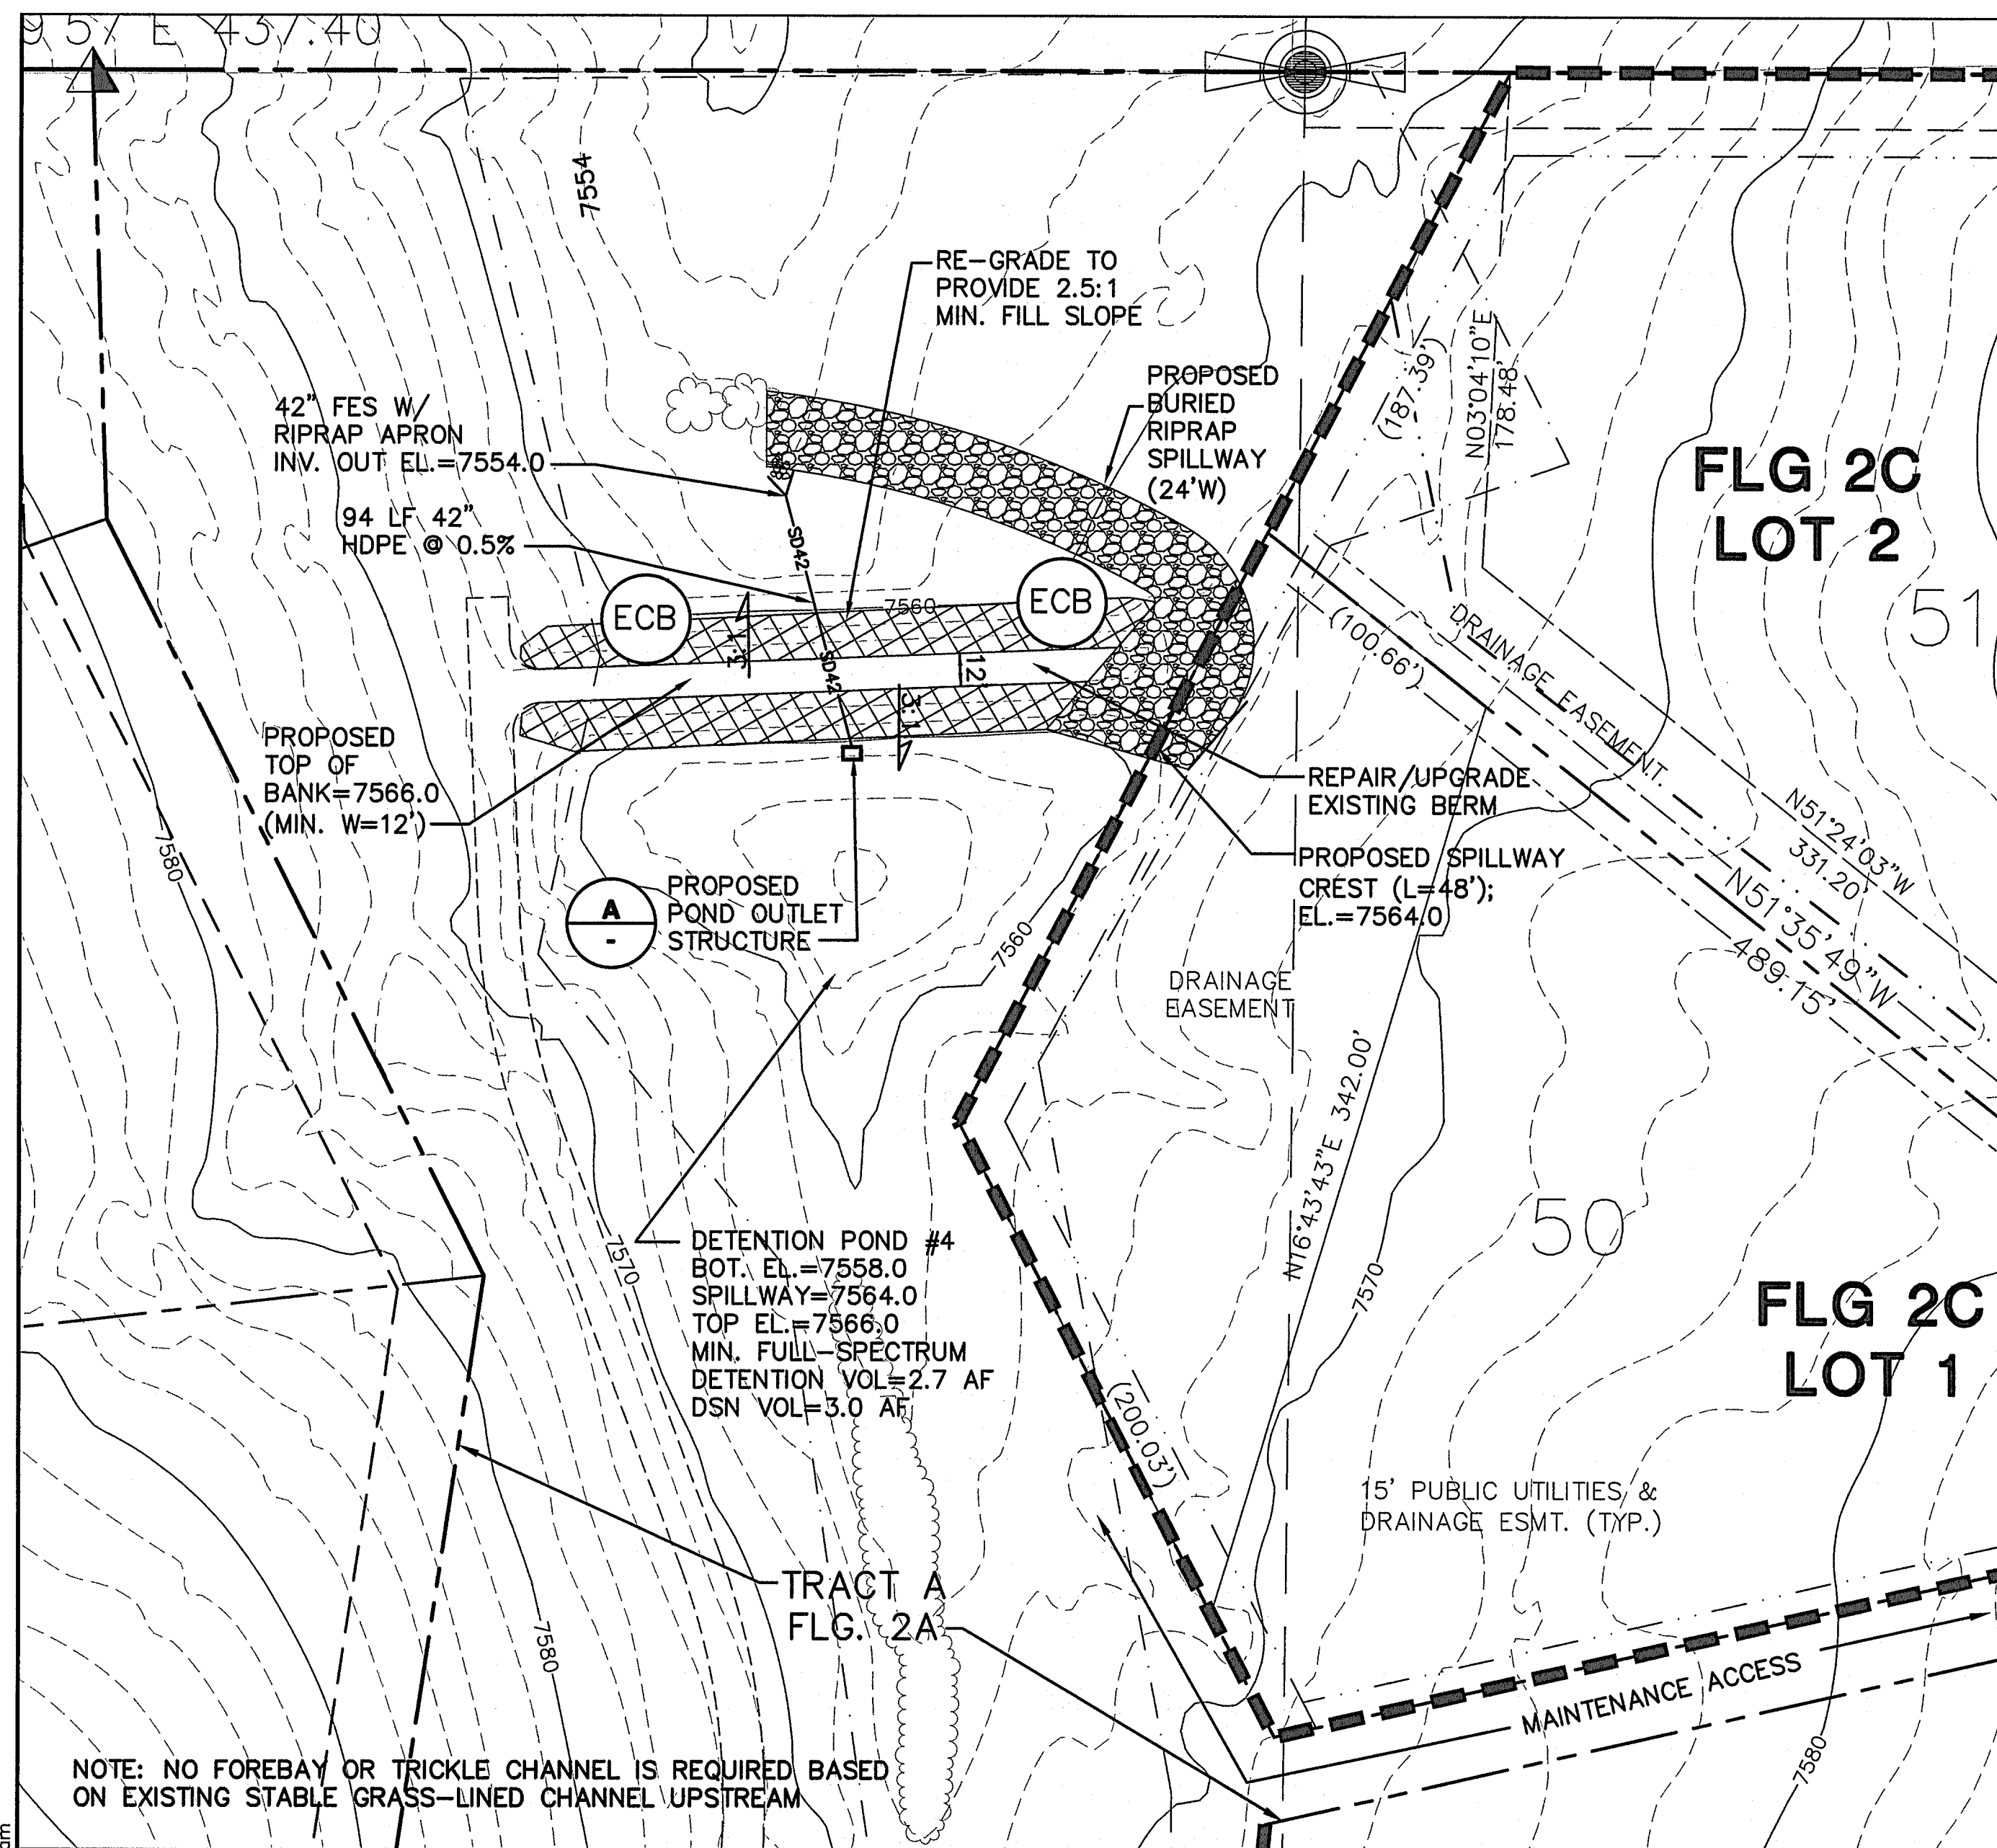 9 57 E 437.40
7554
RE-GRADE TO
PROVIDE 2.5:1
MIN. FILL SLOPE
PROPOSED
BURIED
RIPRAP
SPILLWAY
(24'W)
(187.39')
N03°04'10"E
178.48'
FLG 2C
LOT 2
51
42" FES W/
RIPRAP APRON
INV. OUT EL.=7554.0
94 LF 42"
HDPE @ 0.5%
SD42
ECB
ECB
7560
3:1
SD42
12'
3:1
(100.66')
DRAINAGE EASEMENT
PROPOSED
TOP OF
BANK=7566.0
(MIN. W=12')
REPAIR/UPGRADE
EXISTING BERM
PROPOSED SPILLWAY
CREST (L=48');
EL.=7564.0
N51°24'03"W
331.20'
N51°35'49"W
489.15'
7580
A
-
PROPOSED
POND OUTLET
STRUCTURE
7560
DRAINAGE
EASEMENT
N16°43'43"E 342.00'
50
7570
7570
DETENTION POND #4
BOT. EL.=7558.0
SPILLWAY=7564.0
TOP EL.=7566.0
MIN. FULL-SPECTRUM
DETENTION VOL=2.7 AF
DSN VOL=3.0 AF
FLG 2C
LOT 1
(200.03')
15' PUBLIC UTILITIES &
DRAINAGE ESMT. (TYP.)
TRACT A
FLG. 2A
7580
MAINTENANCE ACCESS
7580
NOTE: NO FOREBAY OR TRICKLE CHANNEL IS REQUIRED BASED
ON EXISTING STABLE GRASS-LINED CHANNEL UPSTREAM
am